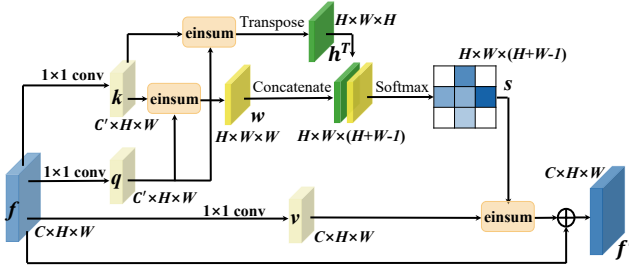 Transpose
H×W×H
einsum
h^T
H×W×(H+W-1)
1×1 conv
k
einsum
Concatenate
Softmax
s
C′×H×W
w
H×W×W
H×W×(H+W-1)
1×1 conv
q
C′×H×W
C×H×W
f
1×1 conv
v
einsum
C×H×W
C×H×W
f